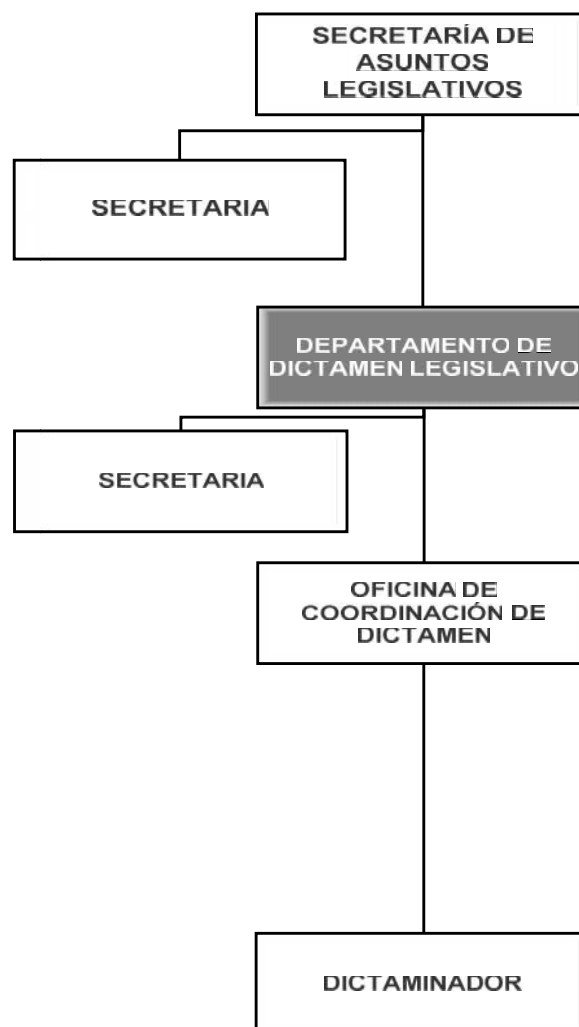 SECRETARÍA DE
ASUNTOS
LEGISLATIVOS
SECRETARIA
DEPARTAMENTO DE
DICTAMEN LEGISLATIVO
SECRETARIA
OFICINA DE
COORDINACIÓN DE
DICTAMEN
DICTAMINADOR